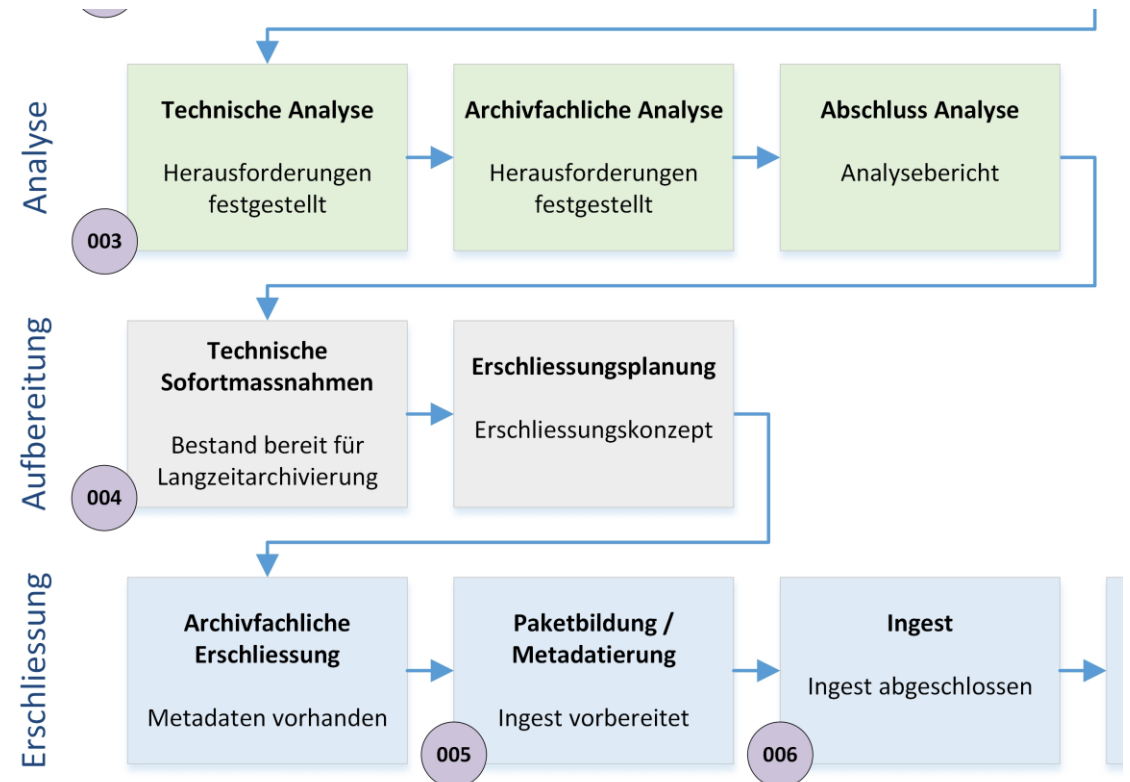 Analyse
Technische Analyse
Herausforderungen
festgestellt
003
Archivfachliche Analyse
Herausforderungen
festgestellt
Abschluss Analyse
Analysebericht
Aufbereitung
Technische
Sofortmassnahmen
Bestand bereit für
Langzeitarchivierung
004
Erschliessungsplanung
Erschliessungskonzept
Erschliessung
Archivfachliche
Erschliessung
Metadaten vorhanden
Paketbildung /
Metadatierung
Ingest vorbereitet
005
Ingest
Ingest abgeschlossen
006